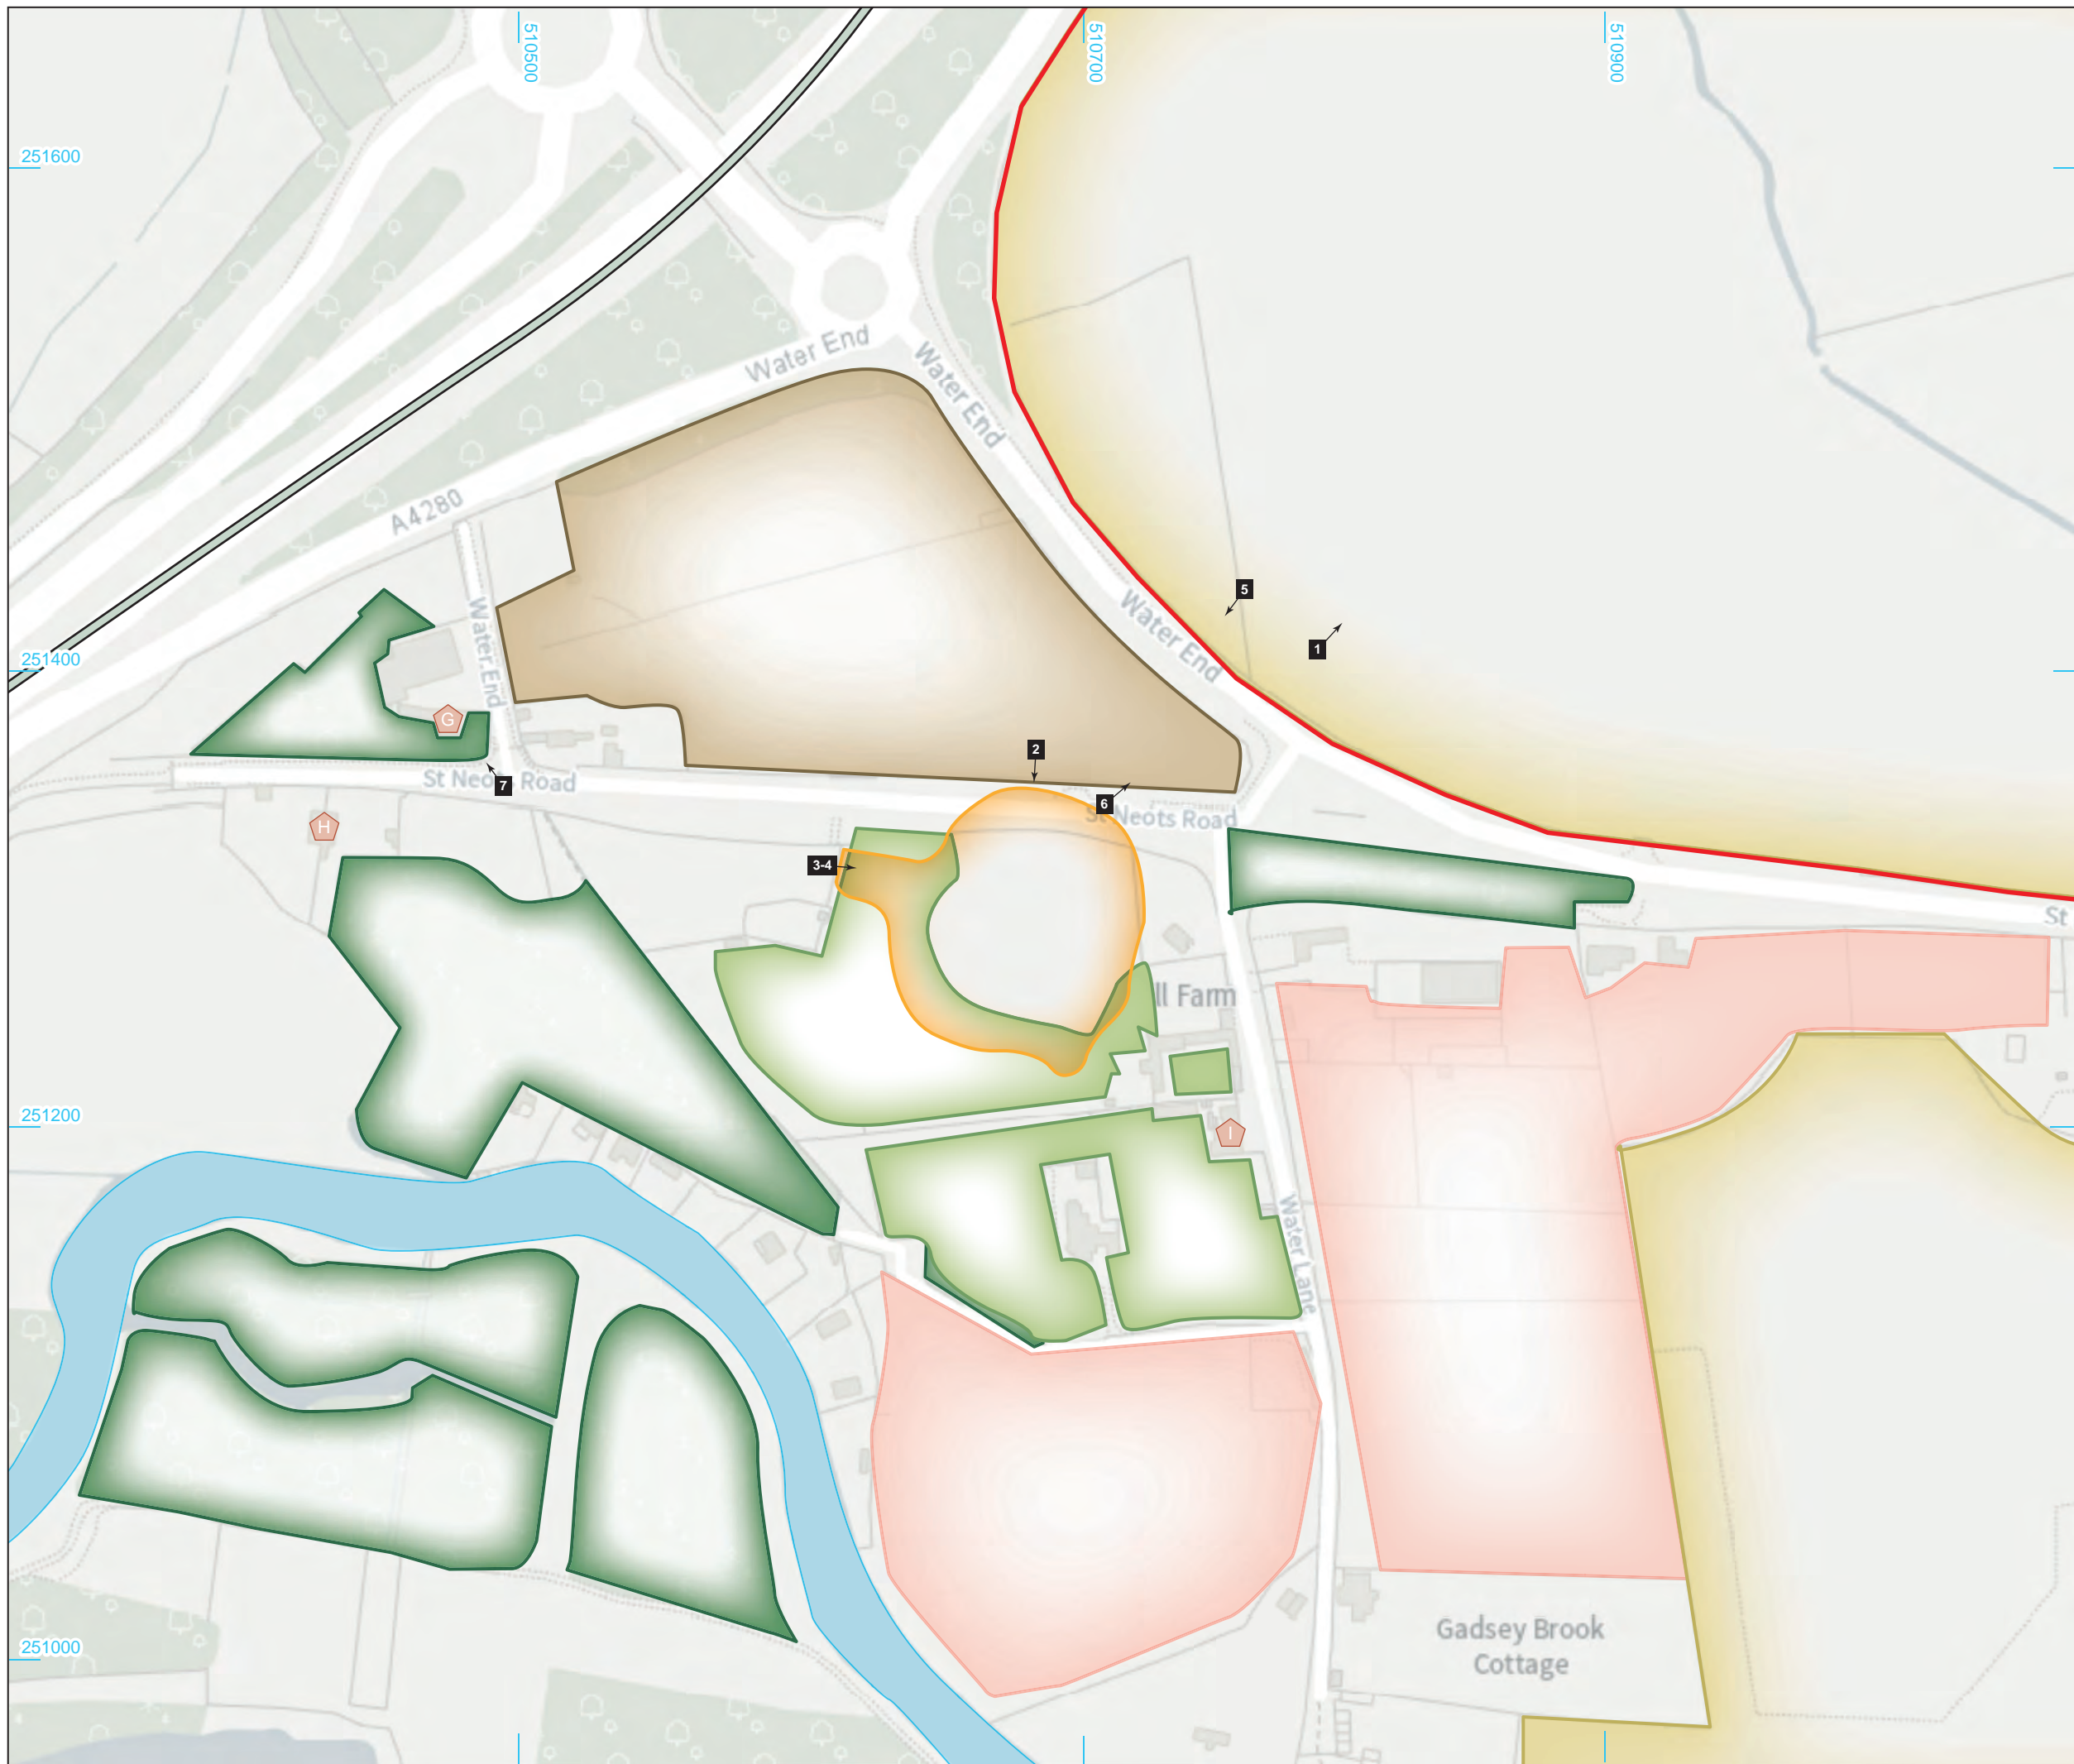 510500
510700
510900
251600
Water End
Water End
A4280
5
Water End
Water End
1
251400
G
2
St Neots Road
7
6
St Neots Road
H
3-4
St
ll Farm
251200
I
Water Lane
Gadsey Brook
Cottage
251000